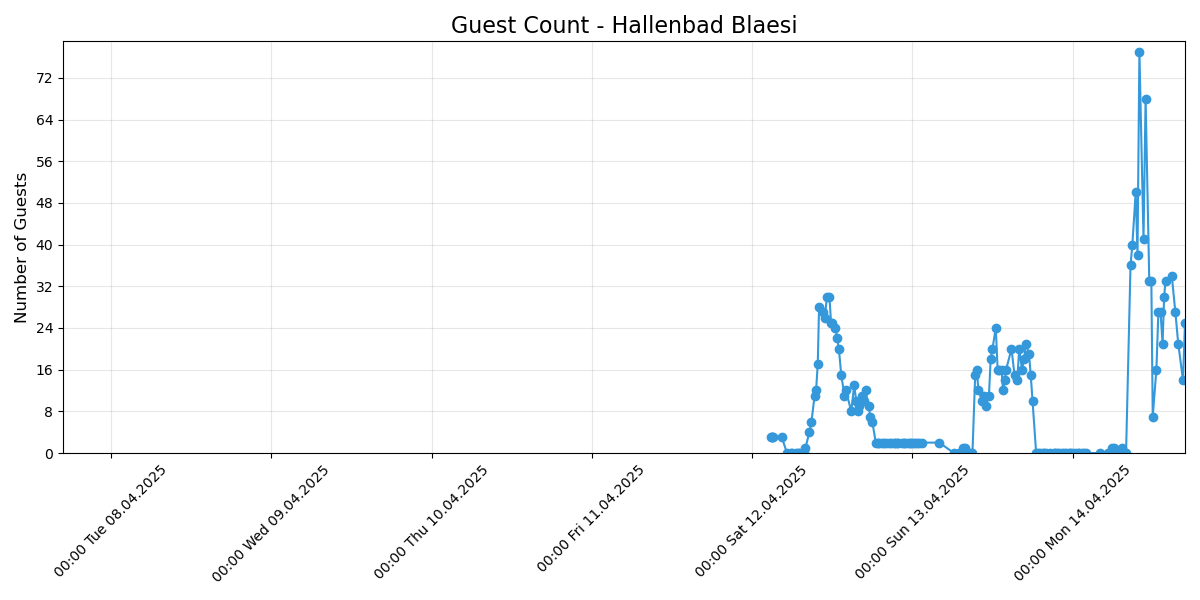 Guest Count - Hallenbad Blaesi
Number of Guests
72
64
56
48
40
32
24
16
8
0
00:00 Tue 08.04.2025
00:00 Wed 09.04.2025
00:00 Thu 10.04.2025
00:00 Fri 11.04.2025
00:00 Sat 12.04.2025
00:00 Sun 13.04.2025
00:00 Mon 14.04.2025